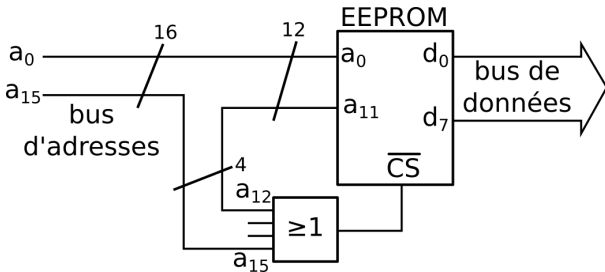 EEPROM
16
12
a0
a0
d0
a15
bus
d'adresses
a11
bus de
données
d7
CS
4
a12
≥1
a15